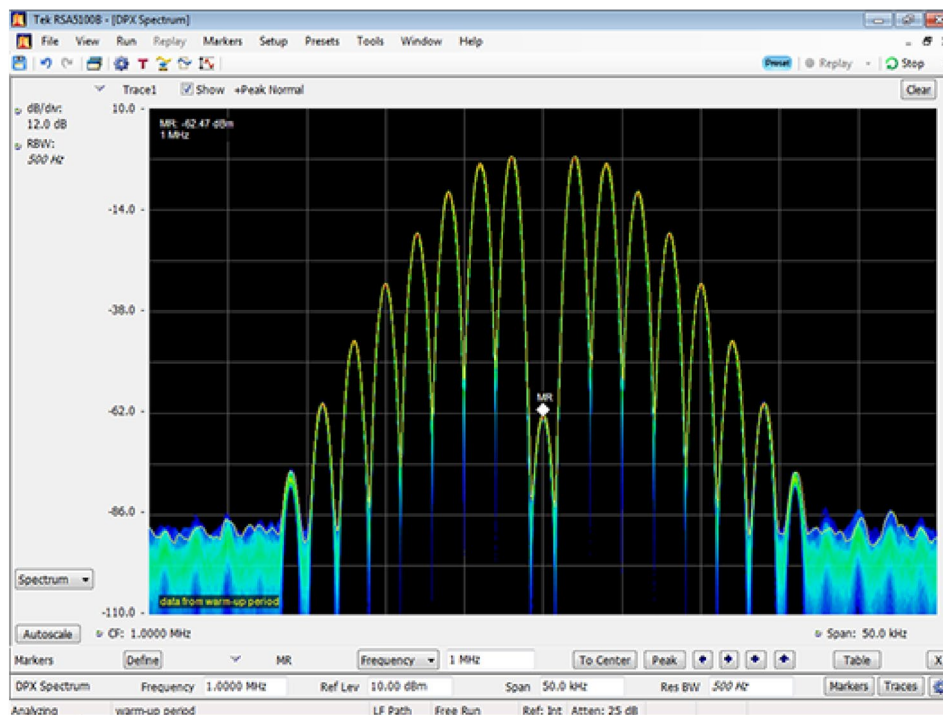 Tek RSA5100B - [DPX Spectrum]
File View Run Replay Markers Setup Presets Tools Window Help
Preset Replay Stop
Trace1 Show +Peak Normal Clear
dB/div:
12.0 dB
RBW:
500 Hz
10.0
MR: -62.47 dBm
1 MHz
-14.0
-38.0
MR
-62.0
-86.0
Spectrum
data from warm-up period
-110.0
Autoscale CF: 1.0000 MHz Span: 50.0 kHz
Markers Define MR Frequency 1 MHz To Center Peak Table X
DPX Spectrum Frequency 1.0000 MHz Ref Lev 10.00 dBm Span 50.0 kHz Res BW 500 Hz Markers Traces
Analyzing warm-up period LF Path Free Run Ref: Int Atten: 25 dB